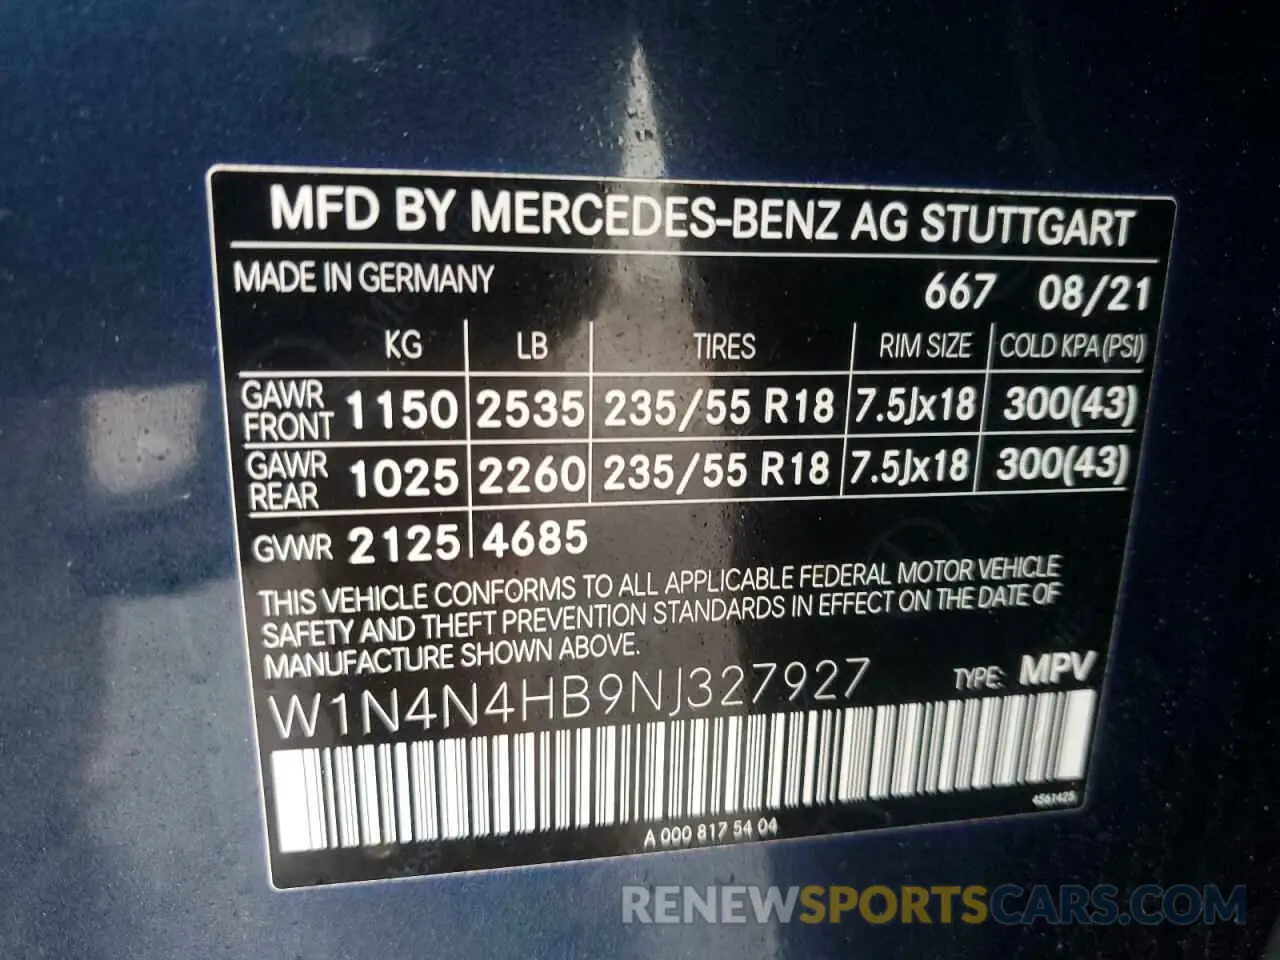 MFD BY MERCEDES-BENZ AG STUTTGART
MADE IN GERMANY 667 08/21
KG LB TIRES RIM SIZE COLD KPA (PSI)
GAWR FRONT 1150 2535 235/55 R18 7.5Jx18 300(43)
GAWR REAR 1025 2260 235/55 R18 7.5Jx18 300(43)
GVWR 2125 4685
THIS VEHICLE CONFORMS TO ALL APPLICABLE FEDERAL MOTOR VEHICLE
SAFETY AND THEFT PREVENTION STANDARDS IN EFFECT ON THE DATE OF
MANUFACTURE SHOWN ABOVE.
W1N4N4HB9NJ327927 TYPE: MPV
4561425
A 000 817 54 04
RENEWSPORTSCARS.COM